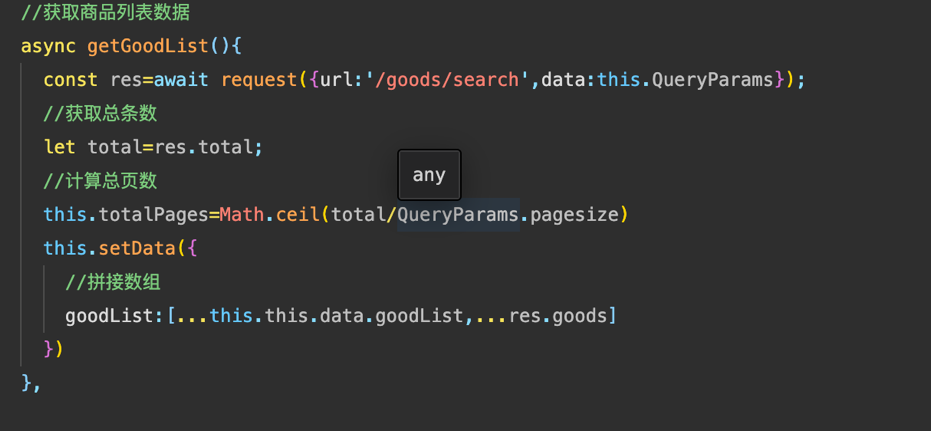 //获取商品列表数据
async getGoodList(){
const res=await request({url:'/goods/search',data:this.QueryParams});
//获取总条数
let total=res.total;
any
//计算总页数
this.totalPages=Math.ceil(total/QueryParams.pagesize)
this.setData({
//拼接数组
goodList:[...this.this.data.goodList,...res.goods]
})
},